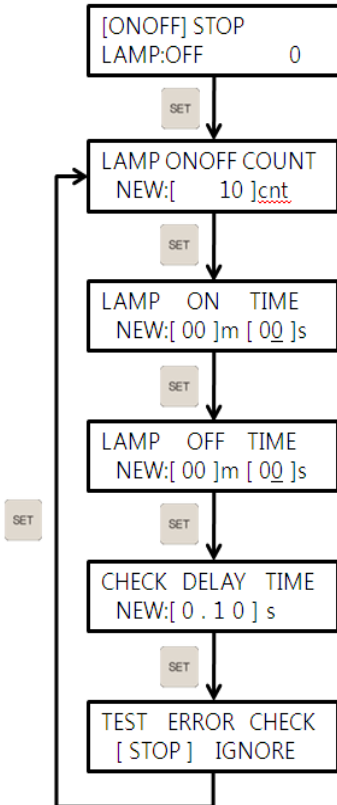 [ONOFF] STOP
LAMP:OFF 0
SET
LAMP ONOFF COUNT
NEW:[ 10 ]cnt
SET
LAMP ON TIME
NEW:[ 00 ]m [ 00 ]s
SET
LAMP OFF TIME
NEW:[ 00 ]m [ 00 ]s
SET
SET
CHECK DELAY TIME
NEW:[ 0 . 1 0 ] s
SET
TEST ERROR CHECK
[ STOP ] IGNORE